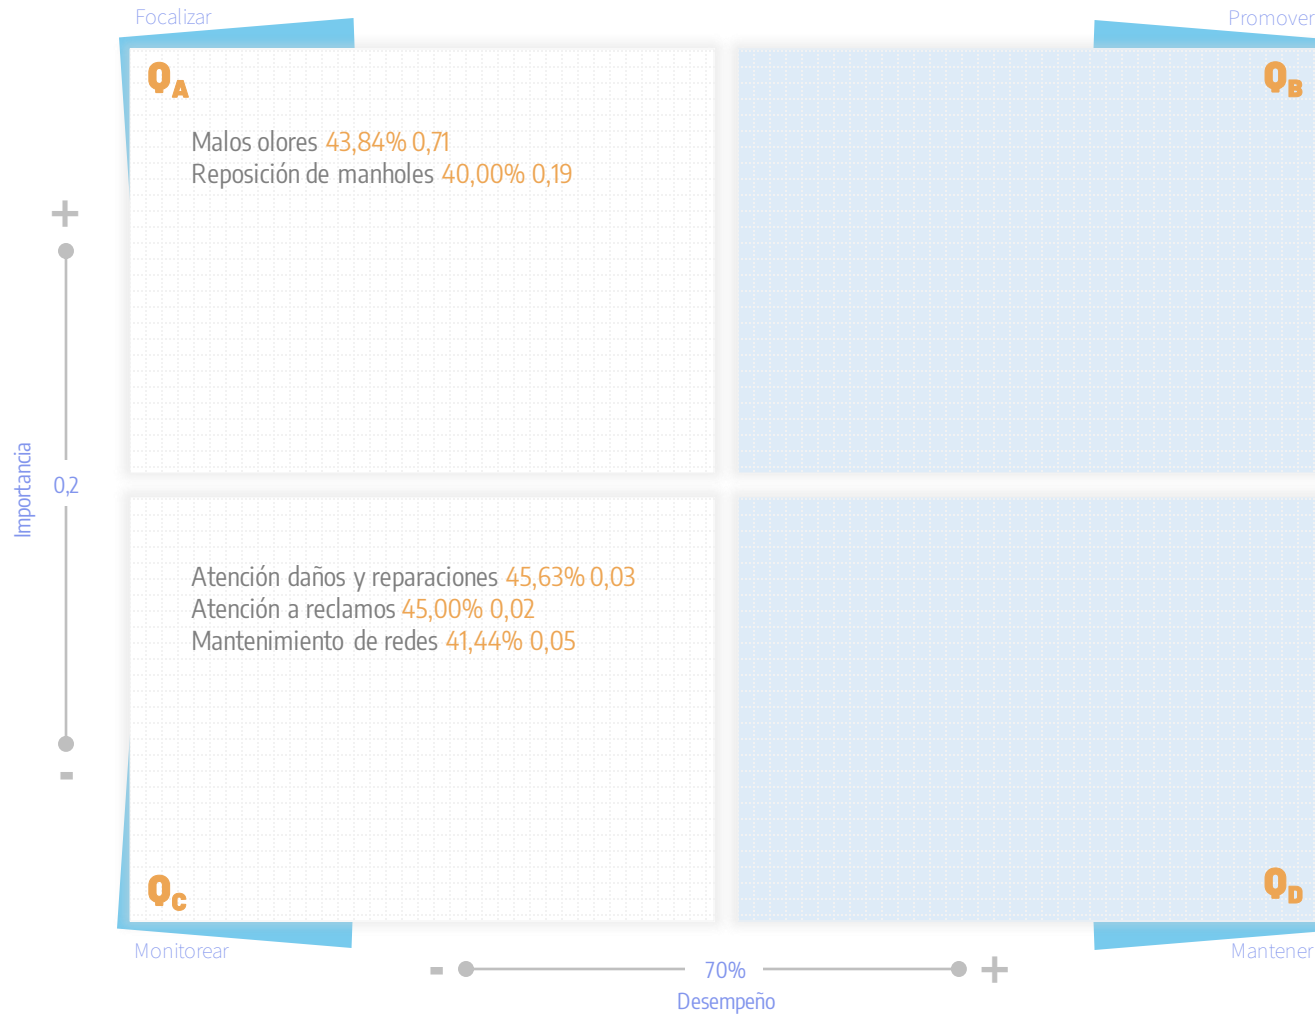 Focalizar
Promover
QA
QB
Malos olores 43,84% 0,71
Reposición de manholes 40,00% 0,19
+
Importancia
0,2
Atención daños y reparaciones 45,63% 0,03
Atención a reclamos 45,00% 0,02
Mantenimiento de redes 41,44% 0,05
-
QC
QD
Monitorear
Mantener
- 70% +
Desempeño